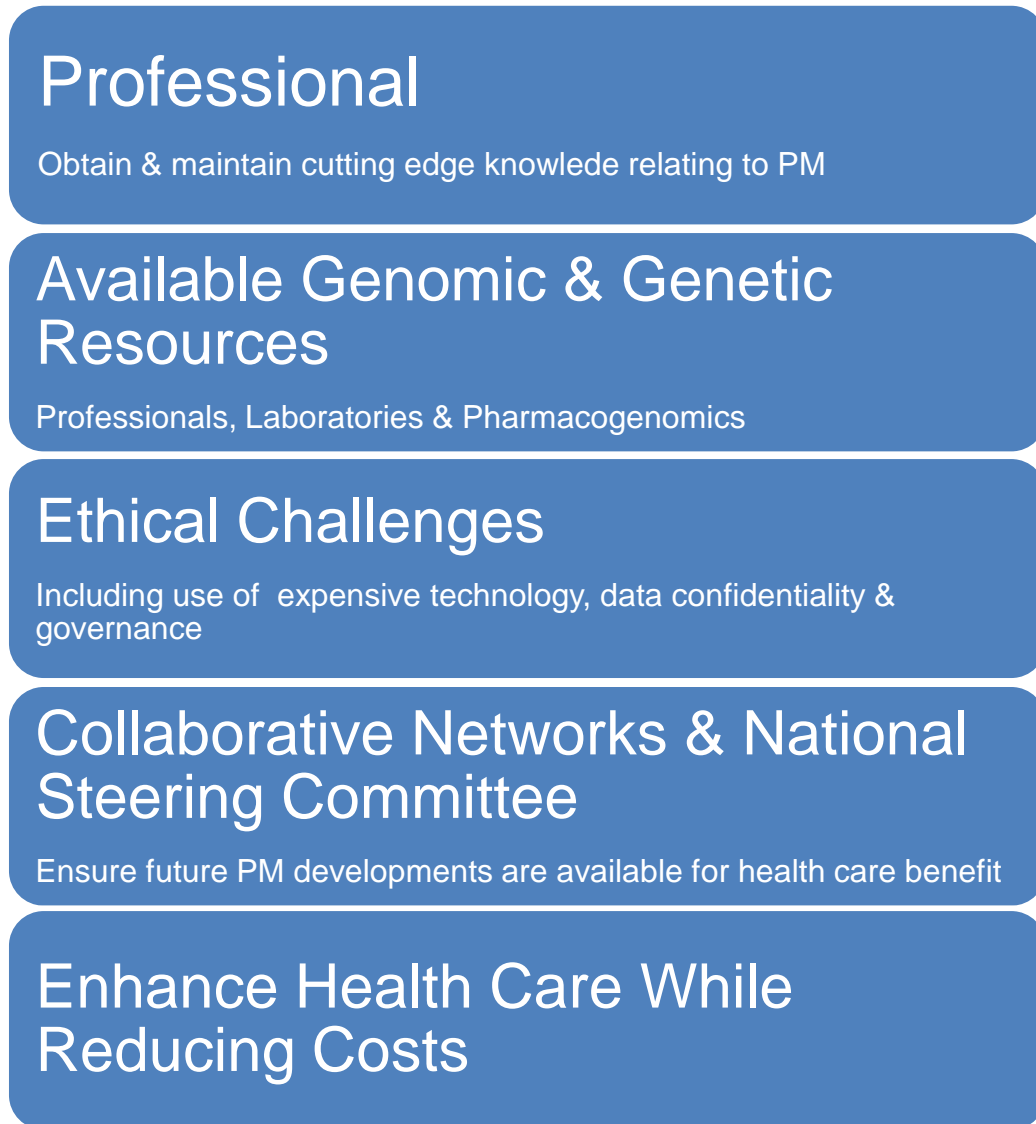 Professional
Obtain & maintain cutting edge knowlede relating to PM
Available Genomic & Genetic
Resources
Professionals, Laboratories & Pharmacogenomics
Ethical Challenges
Including use of  expensive technology, data confidentiality &
governance
Collaborative Networks & National
Steering Committee
Ensure future PM developments are available for health care benefit
Enhance Health Care While
Reducing Costs